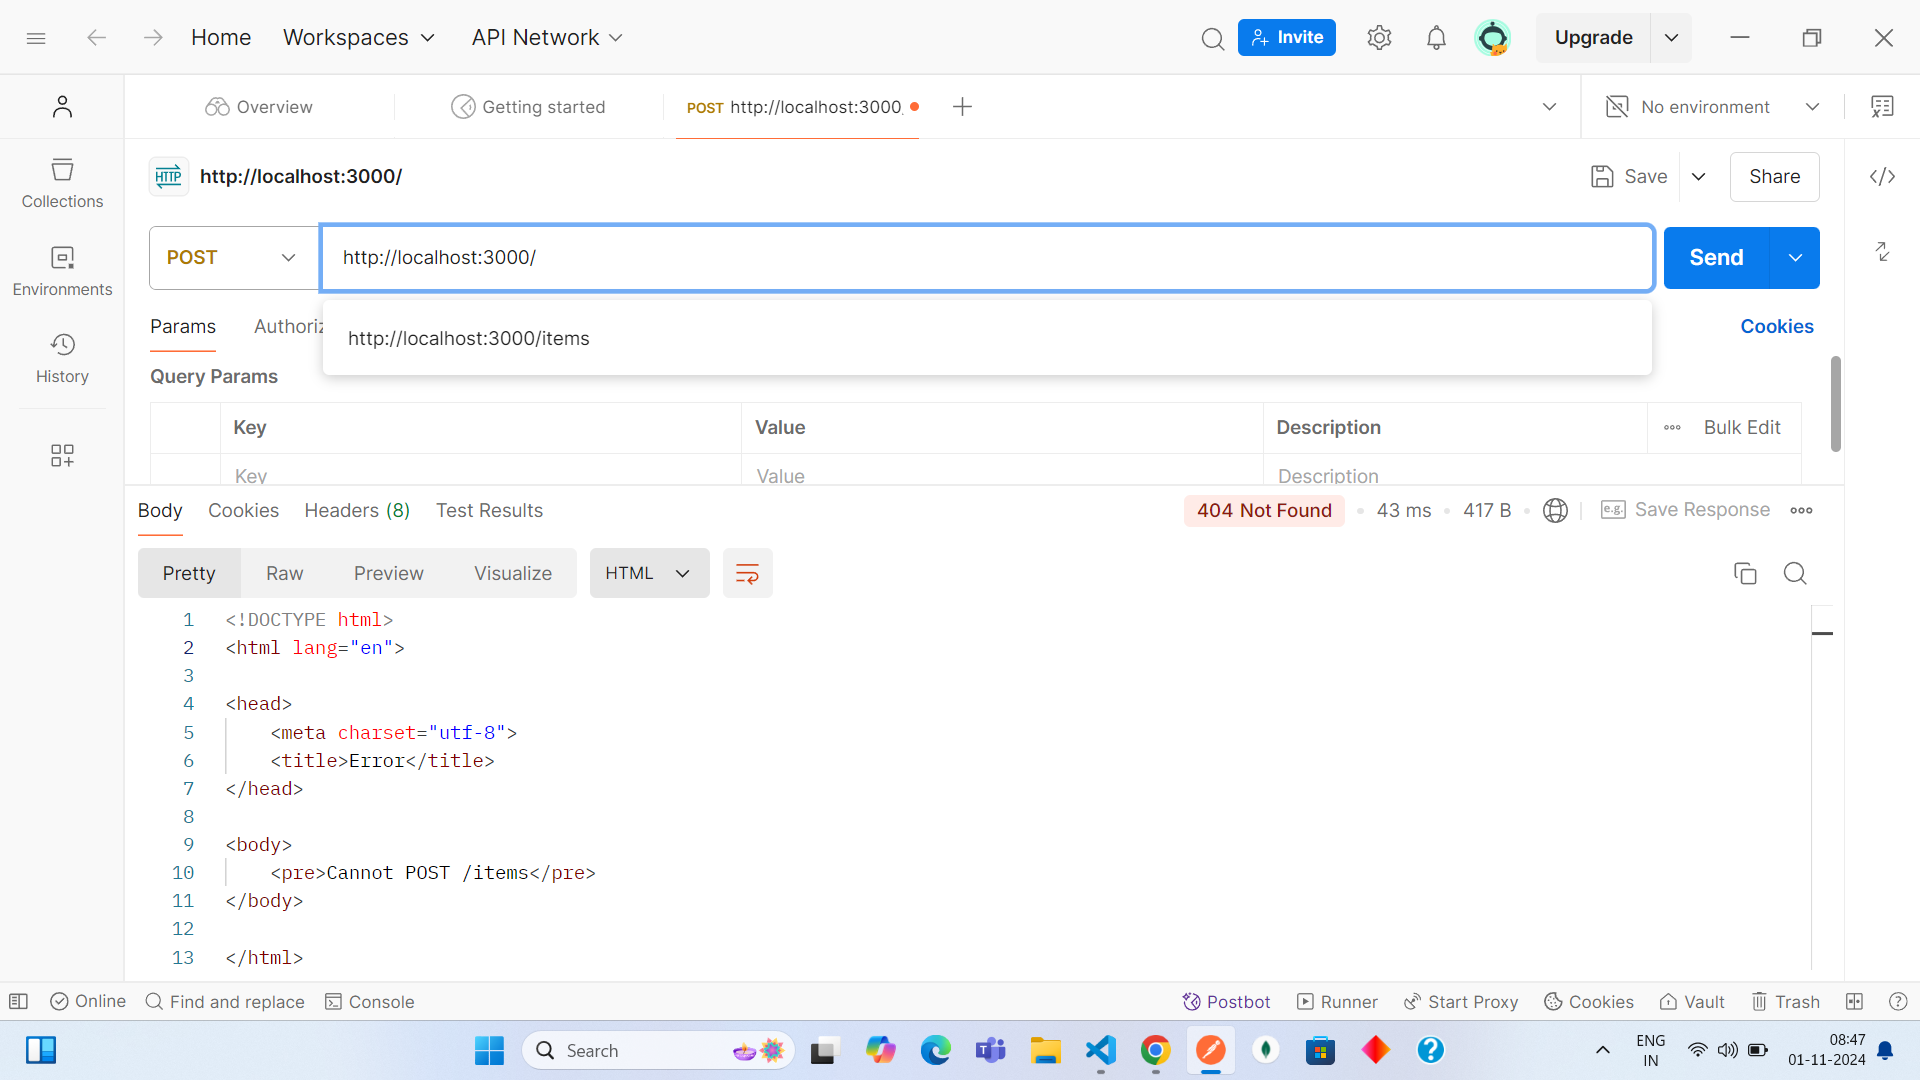 Home Workspaces API Network Invite Upgrade
Overview Getting started POST http://localhost:3000 No environment
HTTP http://localhost:3000/ Save Share
POST http://localhost:3000/ Send
http://localhost:3000/items
Collections
Environments
History
Params Authoriz Cookies
Query Params
Key Value Description Bulk Edit
Key Value Description
Body Cookies Headers (8) Test Results 404 Not Found 43 ms 417 B e.g. Save Response
Pretty Raw Preview Visualize HTML
1 <!DOCTYPE html>
2 <html lang="en">
3
4 <head>
5 <meta charset="utf-8">
6 <title>Error</title>
7 </head>
8
9 <body>
10 <pre>Cannot POST /items</pre>
11 </body>
12
13 </html>
Online Find and replace Console Postbot Runner Start Proxy Cookies Vault Trash
Search ENG IN 08:47 01-11-2024